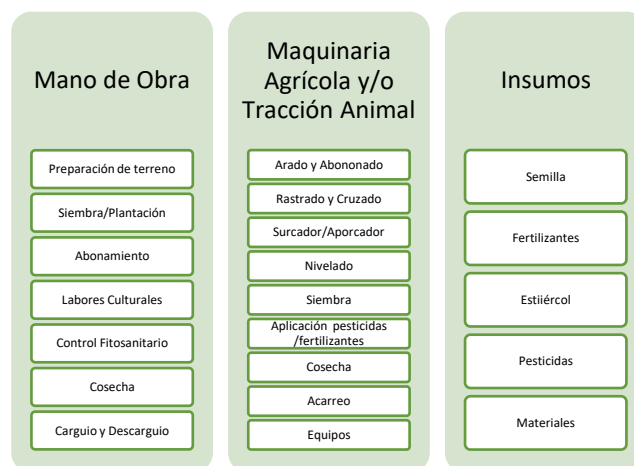 Mano de Obra
Preparación de terreno
Siembra/Plantación
Abonamiento
Labores Culturales
Control Fitosanitario
Cosecha
Carguio y Descarguio
Maquinaria
Agrícola y/o
Tracción Animal
Arado y Abononado
Rastrado y Cruzado
Surcador/Aporcador
Nivelado
Siembra
Aplicación pesticidas
/fertilizantes
Cosecha
Acarreo
Equipos
Insumos
Semilla
Fertilizantes
Estiiércol
Pesticidas
Materiales